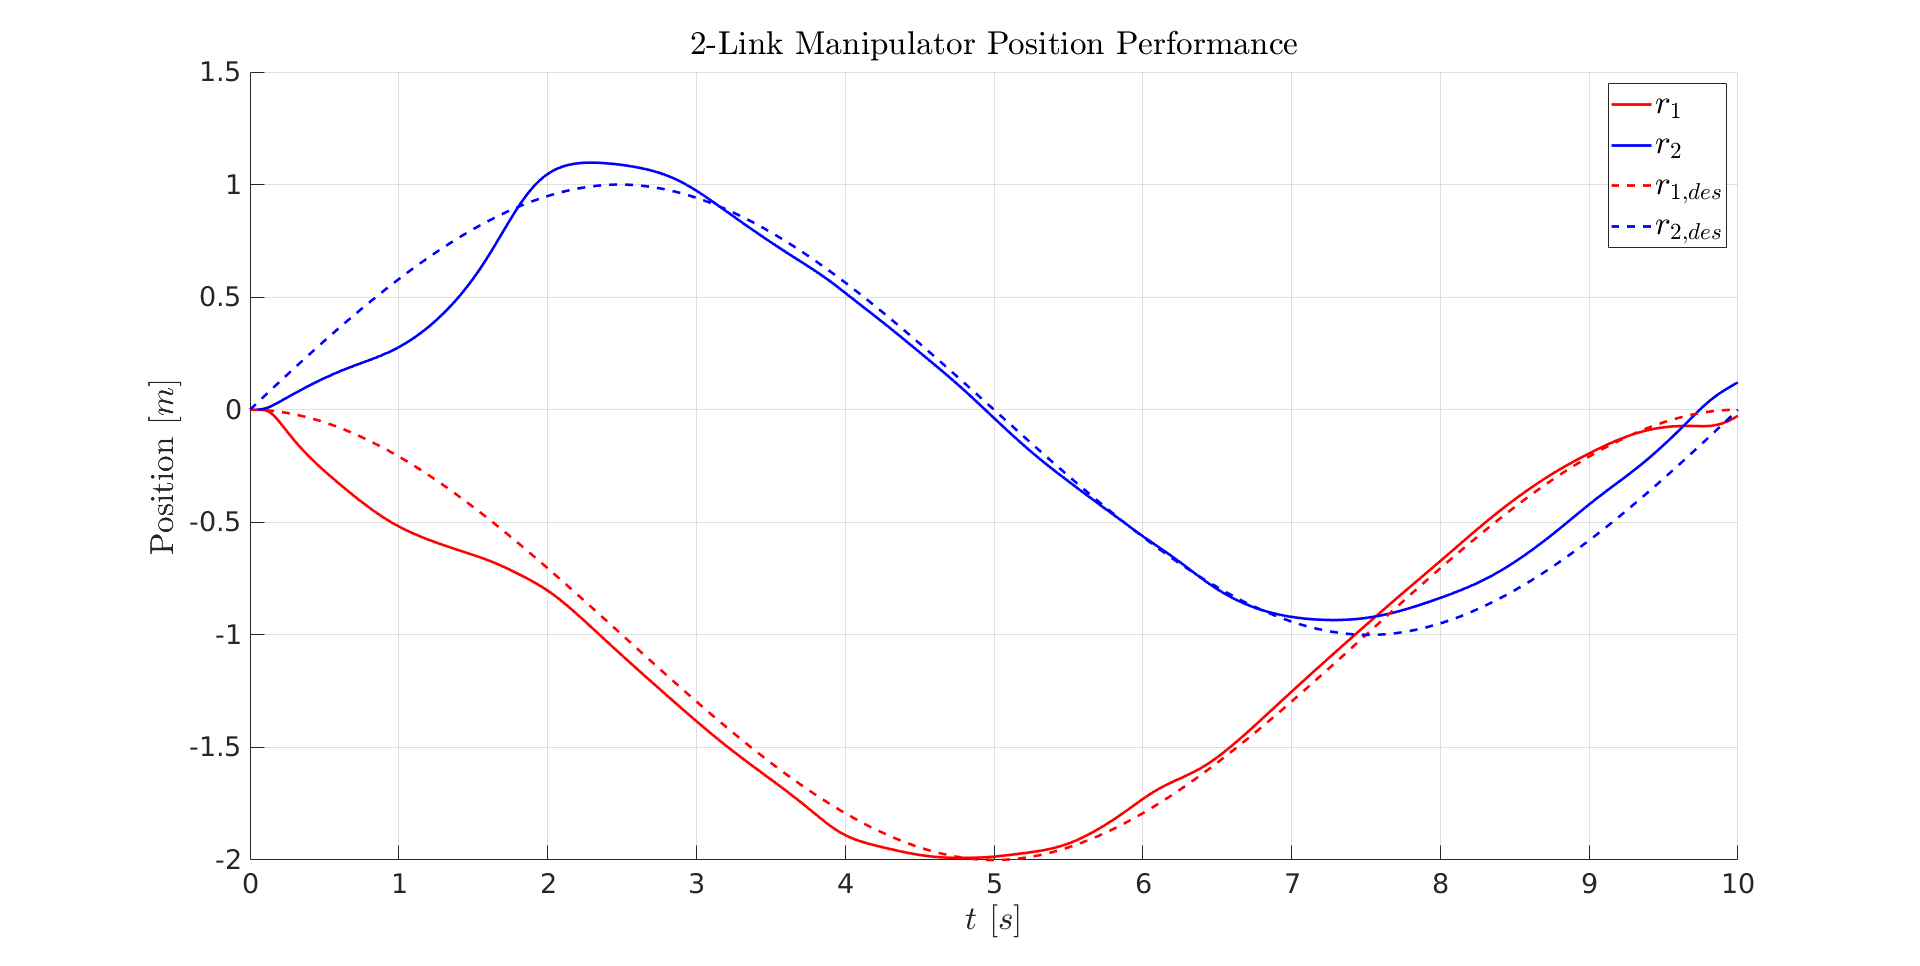 2-Link Manipulator Position Performance
1.5
1
0.5
0
-0.5
-1
-1.5
-2
Position [m]
0 1 2 3 4 5 6 7 8 9 10
t [s]
r₁
r₂
r₁,des
r₂,des